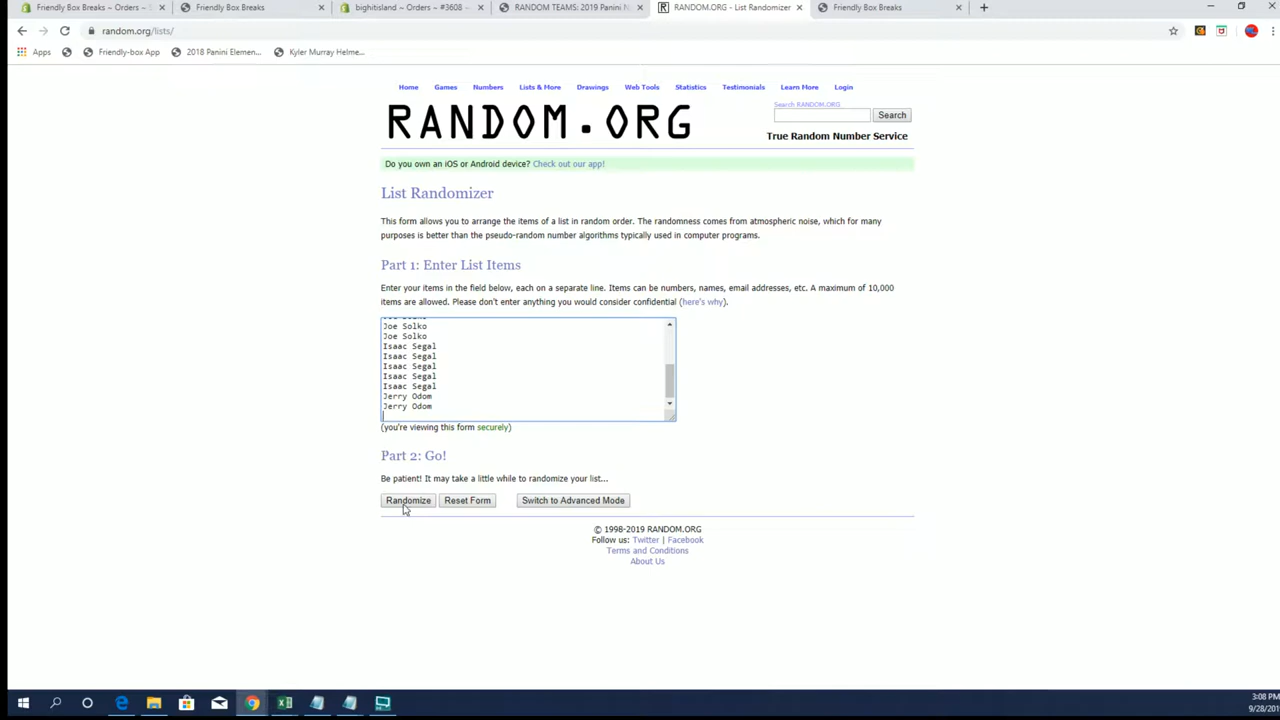 Friendly Box Breaks ~ Orders ~
Friendly Box Breaks
bighitisland ~ Orders ~ #3608 ~
RANDOM TEAMS: 2019 Panini N
RANDOM.ORG - List Randomizer
Friendly Box Breaks
random.org/lists/
Apps
Friendly-box App
2018 Panini Elemen...
Kyler Murray Helme...
Home
Games
Numbers
Lists & More
Drawings
Web Tools
Statistics
Testimonials
Learn More
Login
RANDOM.ORG
Search RANDOM.ORG
Search
True Random Number Service
Do you own an iOS or Android device? Check out our app!
List Randomizer
This form allows you to arrange the items of a list in random order. The randomness comes from atmospheric noise, which for many
purposes is better than the pseudo-random number algorithms typically used in computer programs.
Part 1: Enter List Items
Enter your items in the field below, each on a separate line. Items can be numbers, names, email addresses, etc. A maximum of 10,000
items are allowed. Please don't enter anything you would consider confidential (here's why).
Joe Solko
Joe Solko
Isaac Segal
Isaac Segal
Isaac Segal
Isaac Segal
Isaac Segal
Jerry Odom
Jerry Odom
(you're viewing this form securely)
Part 2: Go!
Be patient! It may take a little while to randomize your list...
Randomize
Reset Form
Switch to Advanced Mode
© 1998-2019 RANDOM.ORG
Follow us: Twitter | Facebook
Terms and Conditions
About Us
3:08 PM
9/28/201